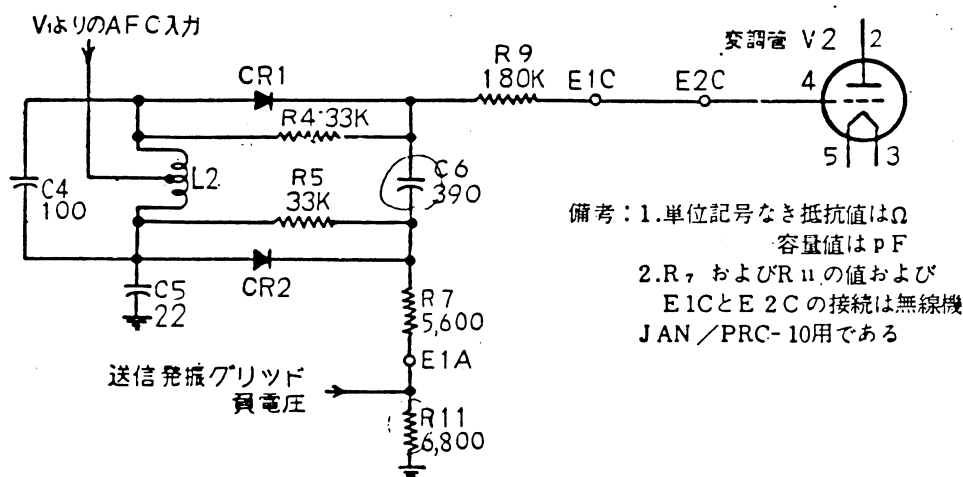 V₁よりのAFC入力
CR1
R4 33K
L2
C4
100
R5
33K
C6
390
CR2
C5
22
R9
180K
E1C
E2C
変調管 V2
2
4
5
3
R7
5,600
E1A
送信発振グリッド
負電圧
R11
6,800
備考:1.単位記号なき抵抗値はΩ
容量値はpF
2.R₇ およびR₁₁の値および
E1CとE2Cの接続は無線機
JAN/PRC-10用である